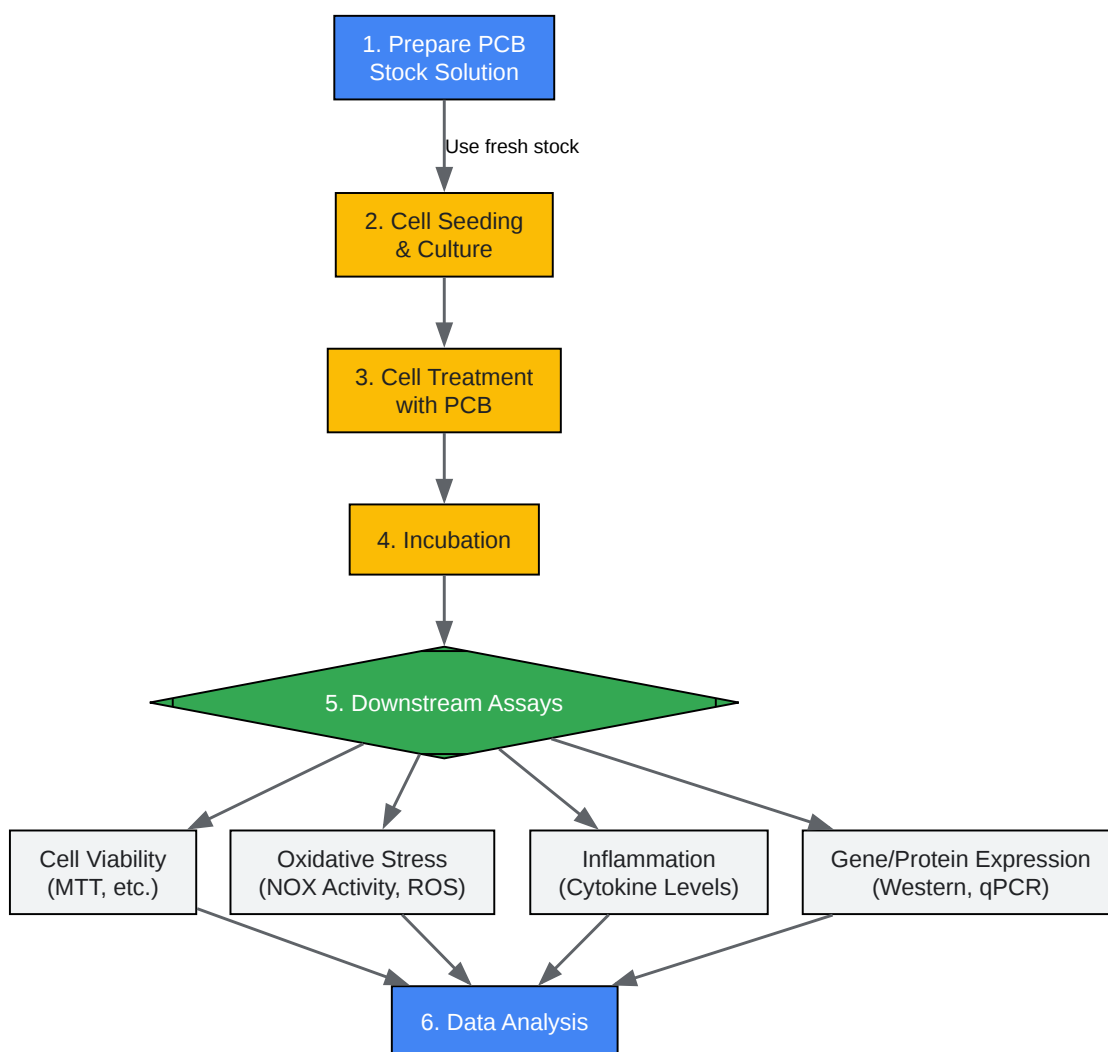 1. Prepare PCB
Stock Solution
Use fresh stock
2. Cell Seeding
& Culture
3. Cell Treatment
with PCB
4. Incubation
5. Downstream Assays
Cell Viability
(MTT, etc.)
Oxidative Stress
(NOX Activity, ROS)
Inflammation
(Cytokine Levels)
Gene/Protein Expression
(Western, qPCR)
6. Data Analysis